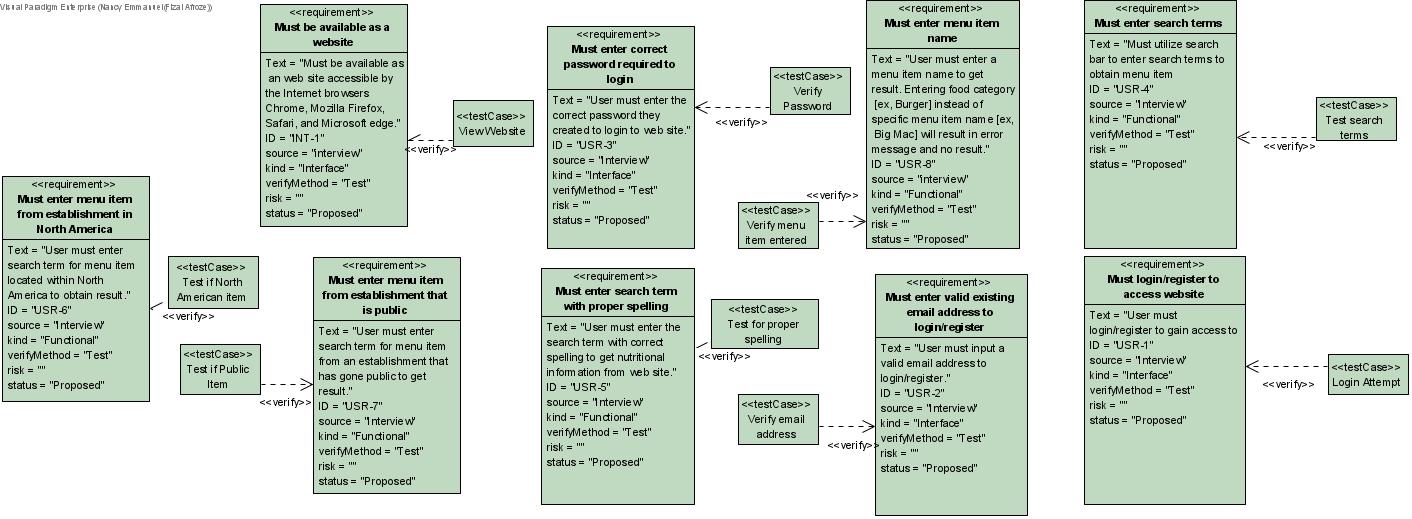 Visual Paradigm Enterprise (Nancy Emmanuel(Fizal Afroze))
<<requirement>>
Must be available as a
website
Text = "Must be available as
an web site accessible by
the Internet browsers
Chrome, Mozilla Firefox,
Safari, and Microsoft edge."
ID = "INT-1"
source = "interview"
kind = "Interface"
verifyMethod = "Test"
risk = ""
status = "Proposed"
<<testCase>>
View Website
<<verify>>
<<requirement>>
Must enter correct
password required to
login
Text = "User must enter the
correct password they
created to login to web site."
ID = "USR-3"
source = "Interview"
kind = "Interface"
verifyMethod = "Test"
risk = ""
status = "Proposed"
<<testCase>>
Verify
Password
<<verify>>
<<requirement>>
Must enter menu item
name
Text = "User must enter a
menu item name to get
result. Entering food category
[ex, Burger] instead of
specific menu item name [ex,
Big Mac] will result in error
message and no result."
ID = "USR-8"
source = "interview"
kind = "Functional"
verifyMethod = "Test"
risk = ""
status = "Proposed"
<<verify>>
<<testCase>>
Verify menu
item entered
<<requirement>>
Must enter search terms
Text = "Must utilize search
bar to enter search terms to
obtain menu item
ID = "USR-4"
source = "Interview"
kind = "Functional"
verifyMethod = "Test"
risk = ""
status = "Proposed"
<<testCase>>
Test search
terms
<<verify>>
<<requirement>>
Must enter menu item
from establishment in
North America
Text = "User must enter
search term for menu item
located within North
America to obtain result."
ID = "USR-6"
source = "Interview"
kind = "Functional"
verifyMethod = "Test"
risk = ""
status = "Proposed"
<<testCase>>
Test if North
American item
<<verify>>
<<testCase>>
Test if Public
Item
<<verify>>
<<requirement>>
Must enter menu item
from establishment that
is public
Text = "User must enter
search term for menu item
from an establishment that
has gone public to get
result."
ID = "USR-7"
source = "Interview"
kind = "Functional"
verifyMethod = "Test"
risk = ""
status = "Proposed"
<<requirement>>
Must enter search term
with proper spelling
Text = "User must enter the
search term with correct
spelling to get nutritional
information from web site."
ID = "USR-5"
source = "Interview"
kind = "Functional"
verifyMethod = "Test"
risk = ""
status = "Proposed"
<<testCase>>
Test for proper
spelling
<<verify>>
<<testCase>>
Verify email
address
<<verify>>
<<requirement>>
Must enter valid existing
email address to
login/register
Text = "User must input a
valid email address to
login/register."
ID = "USR-2"
source = "Interview"
kind = "Interface"
verifyMethod = "Test"
risk = ""
status = "Proposed"
<<requirement>>
Must login/register to
access website
Text = "User must
login/register to gain access to
ID = "USR-1"
source = "Interview"
kind = "Interface"
verifyMethod = "Test"
risk = ""
status = "Proposed"
<<testCase>>
Login Attempt
<<verify>>